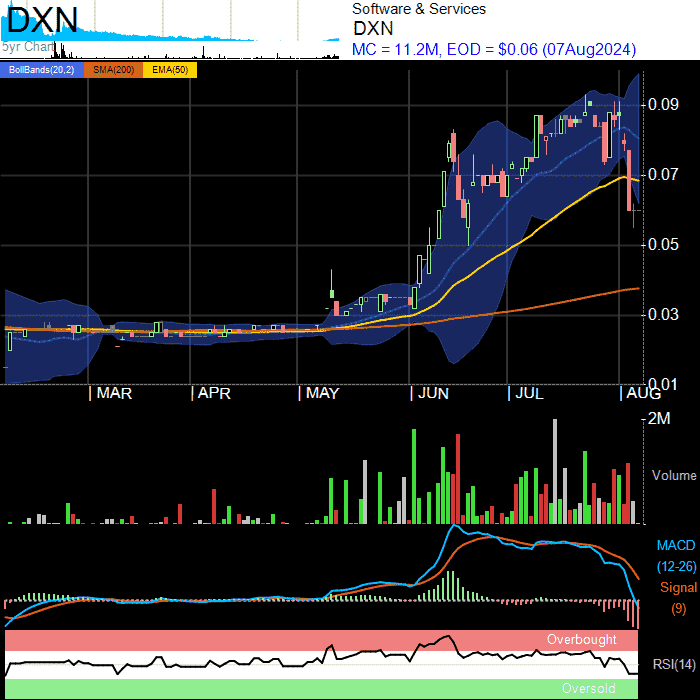 DXN
5yr Chart
Software & Services
DXN
MC = 11.2M, EOD = $0.06 (07Aug2024)
BollBands(20,2) SMA(200) EMA(50)
0.09
0.07
0.05
0.03
0.01
MAR APR MAY JUN JUL AUG
2M
Volume
MACD
(12-26)
Signal
(9)
Overbought
RSI(14)
Oversold